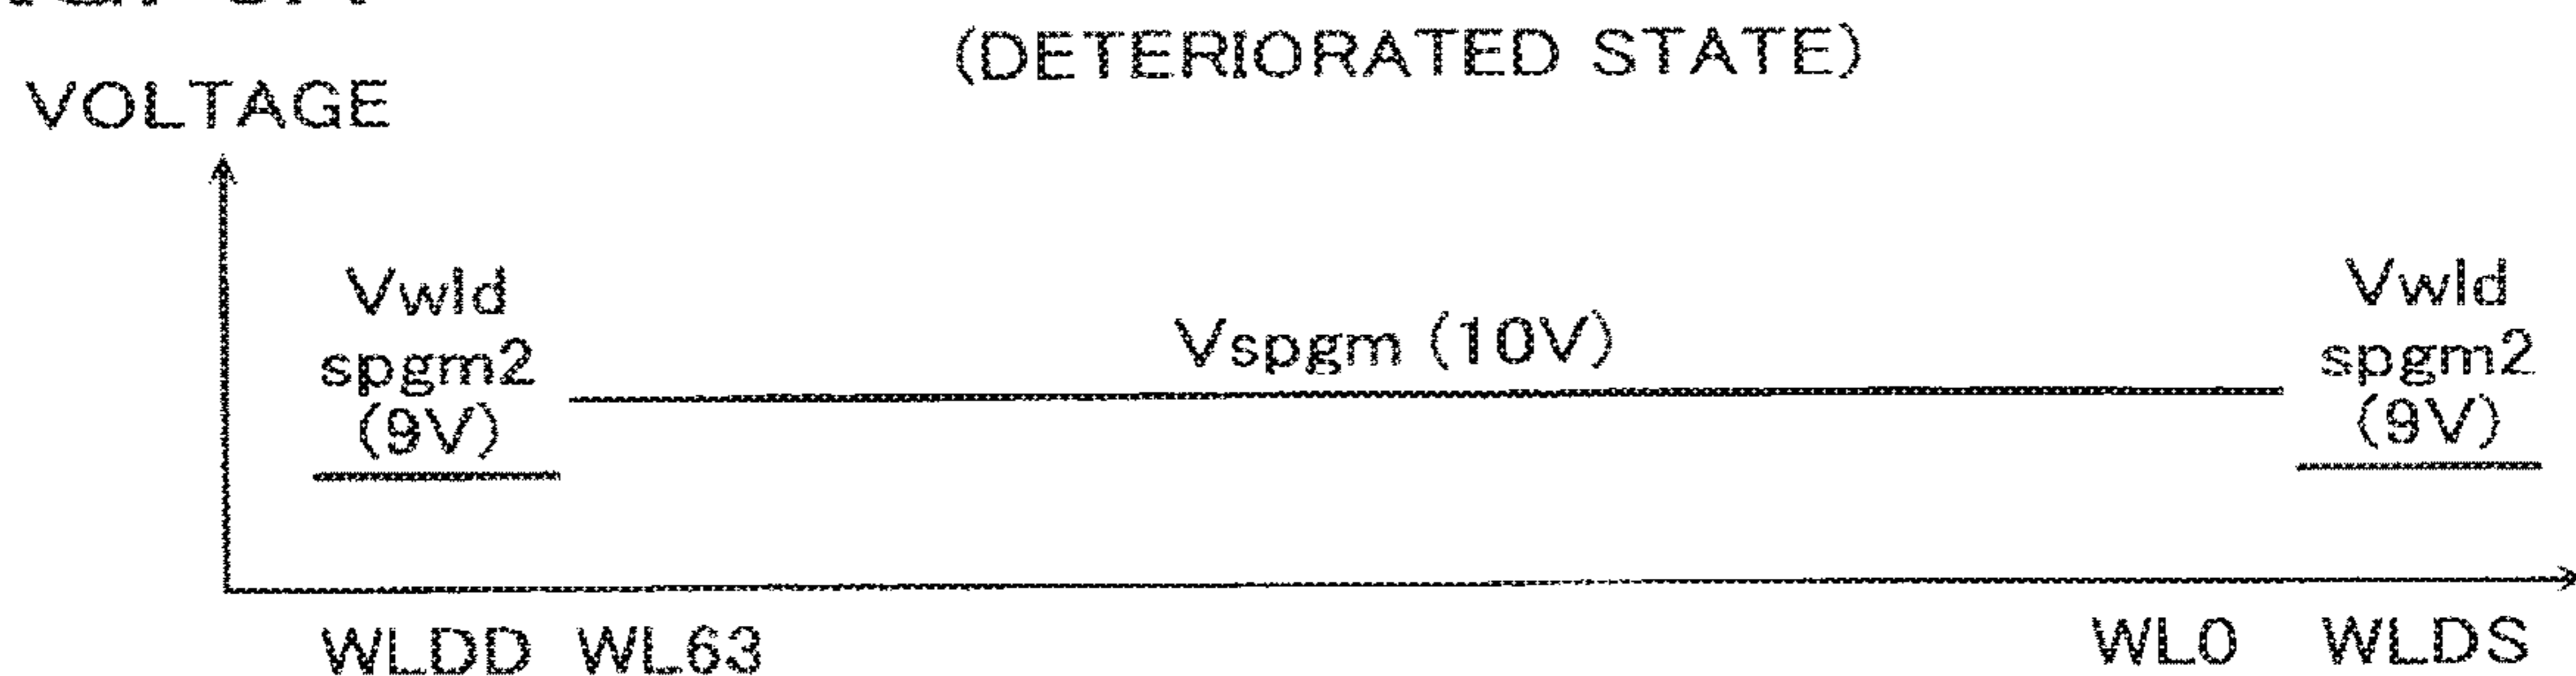 (DETERIORATED STATE)
VOLTAGE
Vwld
spgm2
(9V)
Vspgm (10V)
Vwld
spgm2
(9V)
WLDD WL63 WL0 WLDS